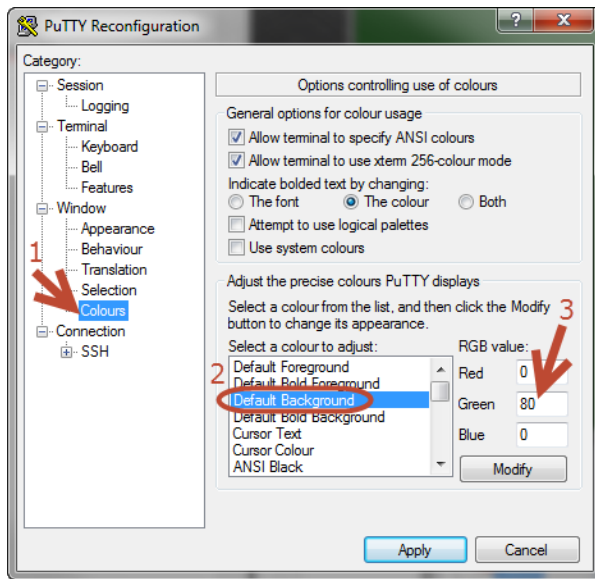 PuTTY Reconfiguration
Category:
Session
Logging
Terminal
Keyboard
Bell
Features
Window
Appearance
Behaviour
Translation
Selection
Colours
Connection
SSH
1
Options controlling use of colours
General options for colour usage
Allow terminal to specify ANSI colours
Allow terminal to use xterm 256-colour mode
Indicate bolded text by changing:
The font The colour Both
Attempt to use logical palettes
Use system colours
Adjust the precise colours PuTTY displays
Select a colour from the list, and then click the Modify
button to change its appearance.
3
Select a colour to adjust: RGB value:
2
Default Foreground
Default Bold Foreground
Default Background
Default Bold Background
Cursor Text
Cursor Colour
ANSI Black
Red 0
Green 80
Blue 0
Modify
Apply Cancel